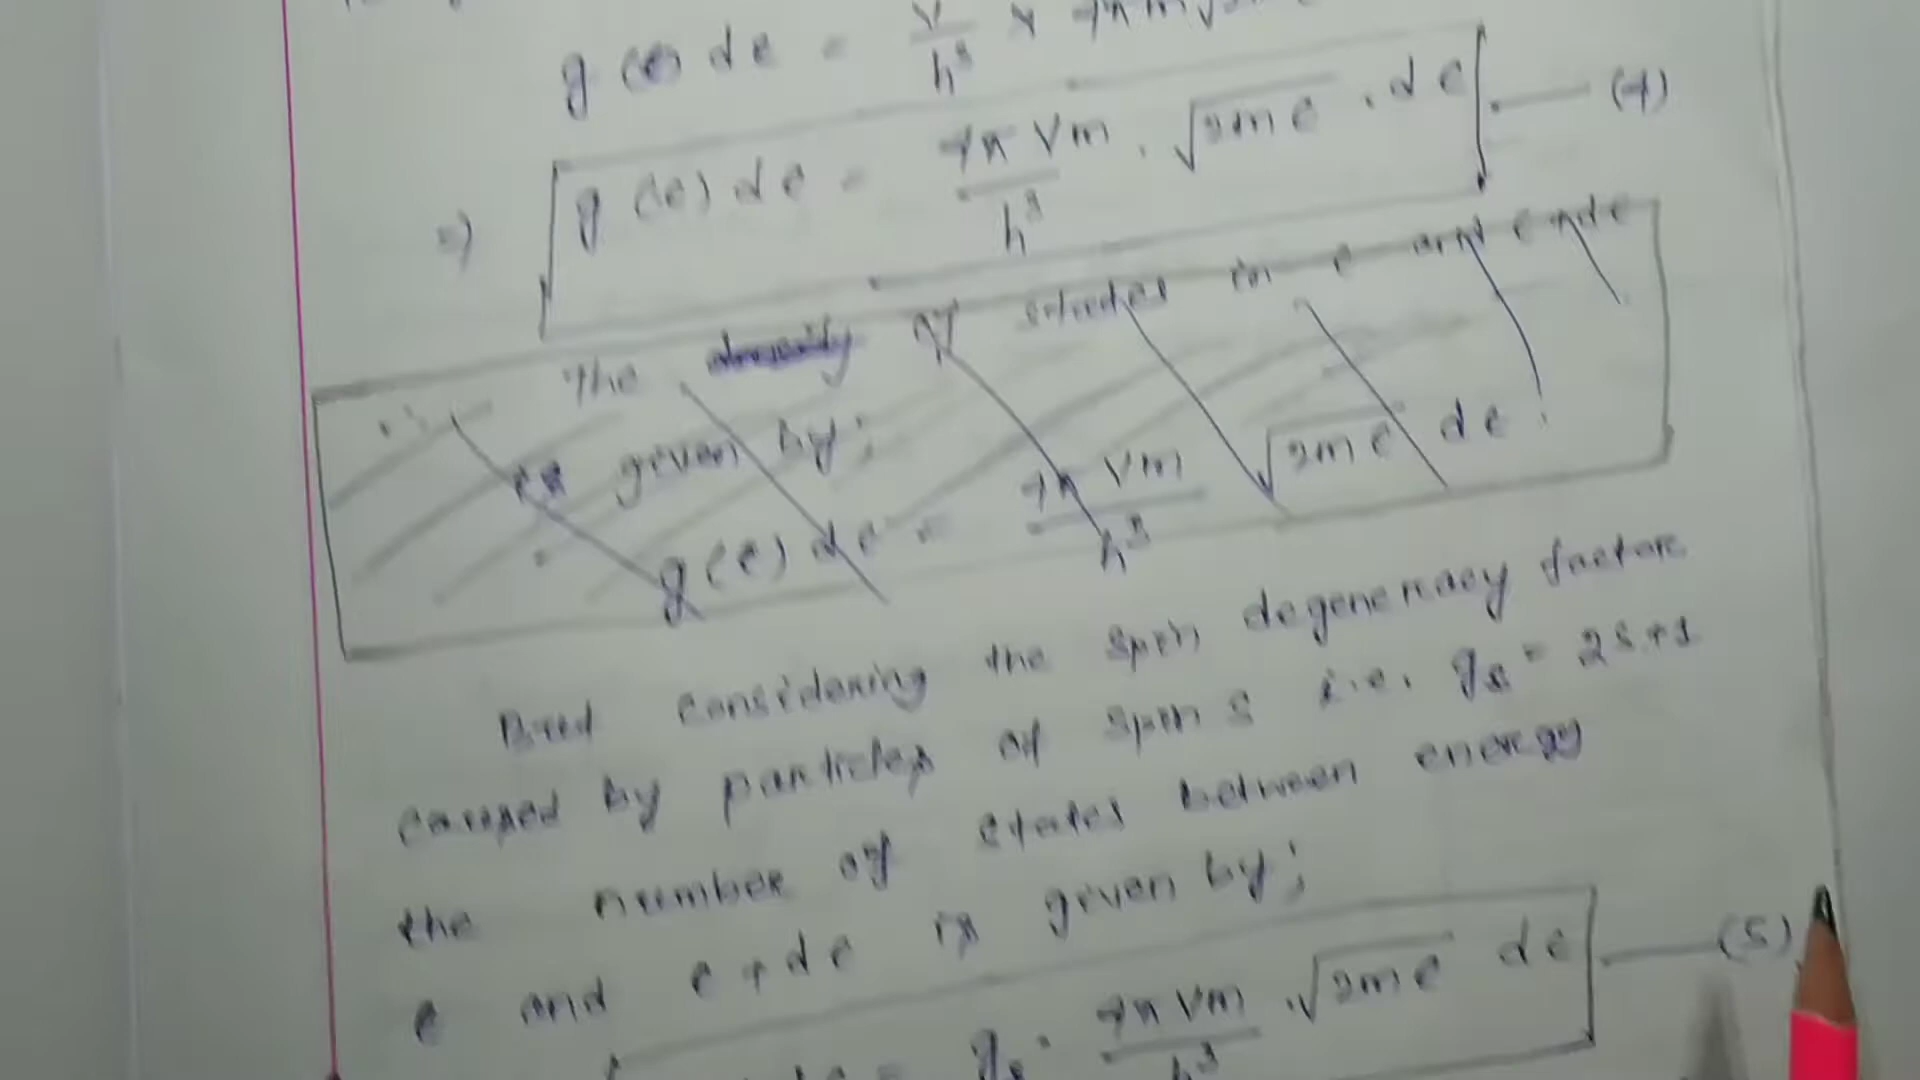 g(e) de = V/h³ × 4πm√
=) g(e) de = 4πVm/h³ . √2me . de —— (4)
∴ The density of states in e and e+de
is given by;
g(e) de = 4πVm/h³ √2me de .
But considering the spin degeneracy factor
caused by particles of spin s i.e. gs = 2s+1
the number of states between energy
e and e+de is given by;
de = gs . 4πVm/h³ . √2me de —— (5)